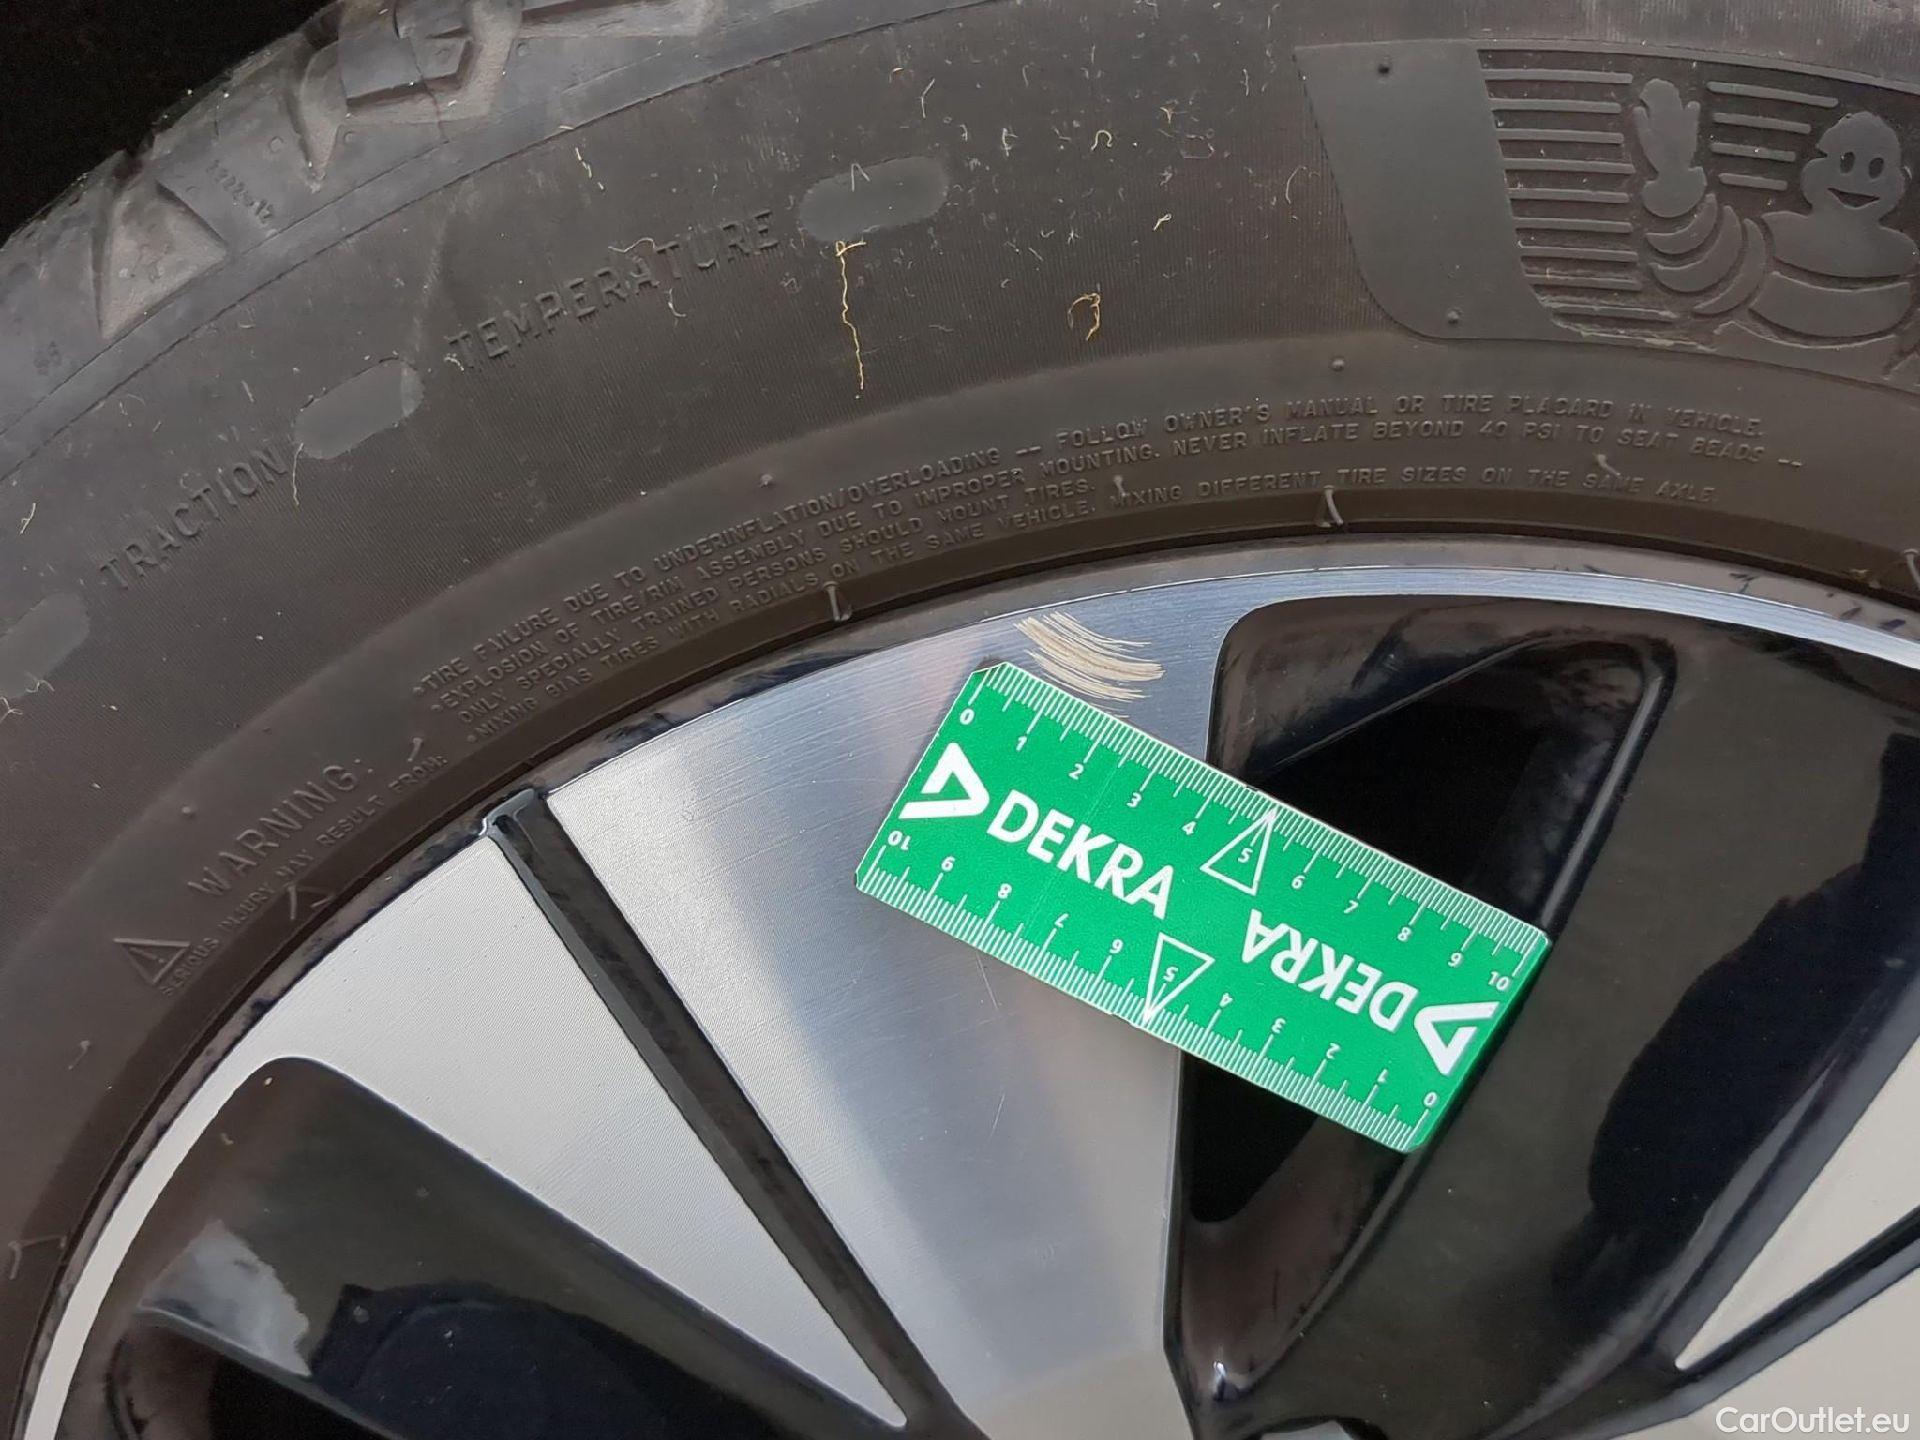 TEMPERATURE
TRACTION
WARNING:
SERIOUS INJURY MAY RESULT FROM:
•TIRE FAILURE DUE TO UNDERINFLATION/OVERLOADING -- FOLLOW OWNER'S MANUAL OR TIRE PLACARD IN VEHICLE.
•EXPLOSION OF TIRE/RIM ASSEMBLY DUE TO IMPROPER MOUNTING. NEVER INFLATE BEYOND 40 PSI TO SEAT BEADS --
ONLY SPECIALLY TRAINED PERSONS SHOULD MOUNT TIRES.
•MIXING BIAS TIRES WITH RADIALS ON THE SAME VEHICLE. MIXING DIFFERENT TIRE SIZES ON THE SAME AXLE.
0 1 2 3 4 5 6 7 8 9 10
DEKRA
DEKRA
10 9 8 7 6 5 4 3 2 1 0
CarOutlet.eu